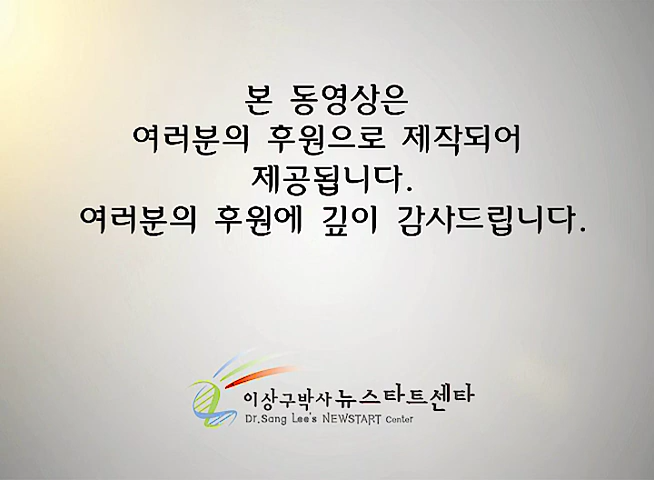 본 동영상은
여러분의 후원으로 제작되어
제공됩니다.
여러분의 후원에 깊이 감사드립니다.
이상구박사 뉴스타트센타
Dr.Sang Lee's NEWSTART Center